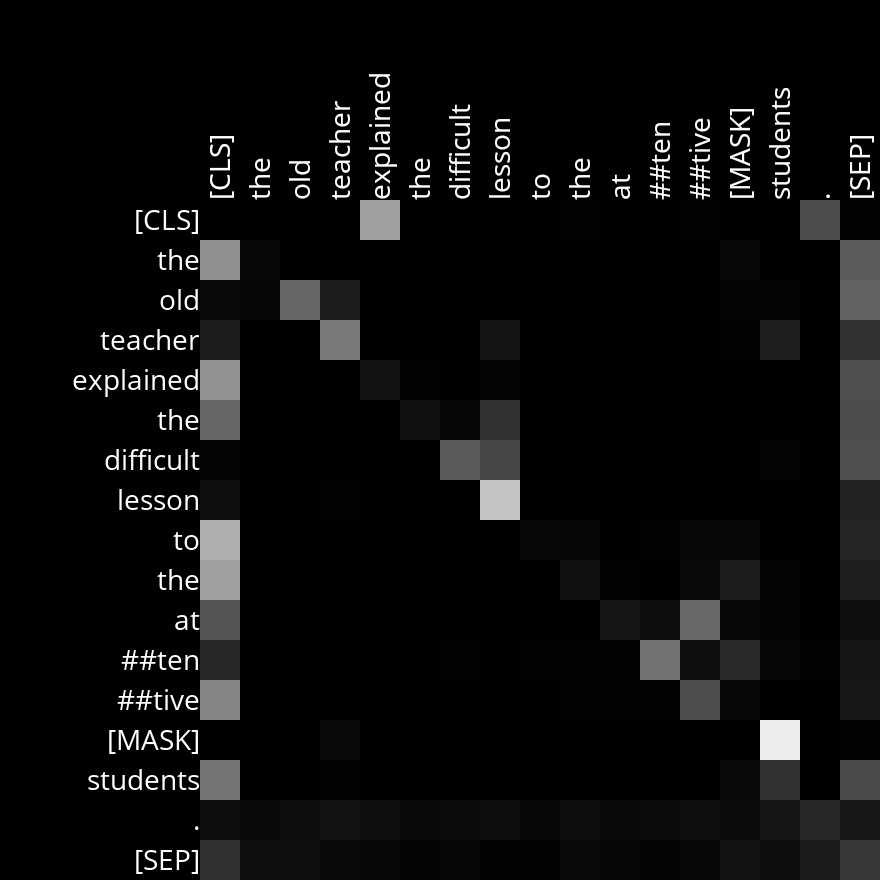 [CLS] the old teacher explained the difficult lesson to the at ##ten ##tive [MASK] students . [SEP]
[CLS]
the
old
teacher
explained
the
difficult
lesson
to
the
at
##ten
##tive
[MASK]
students
.
[SEP]